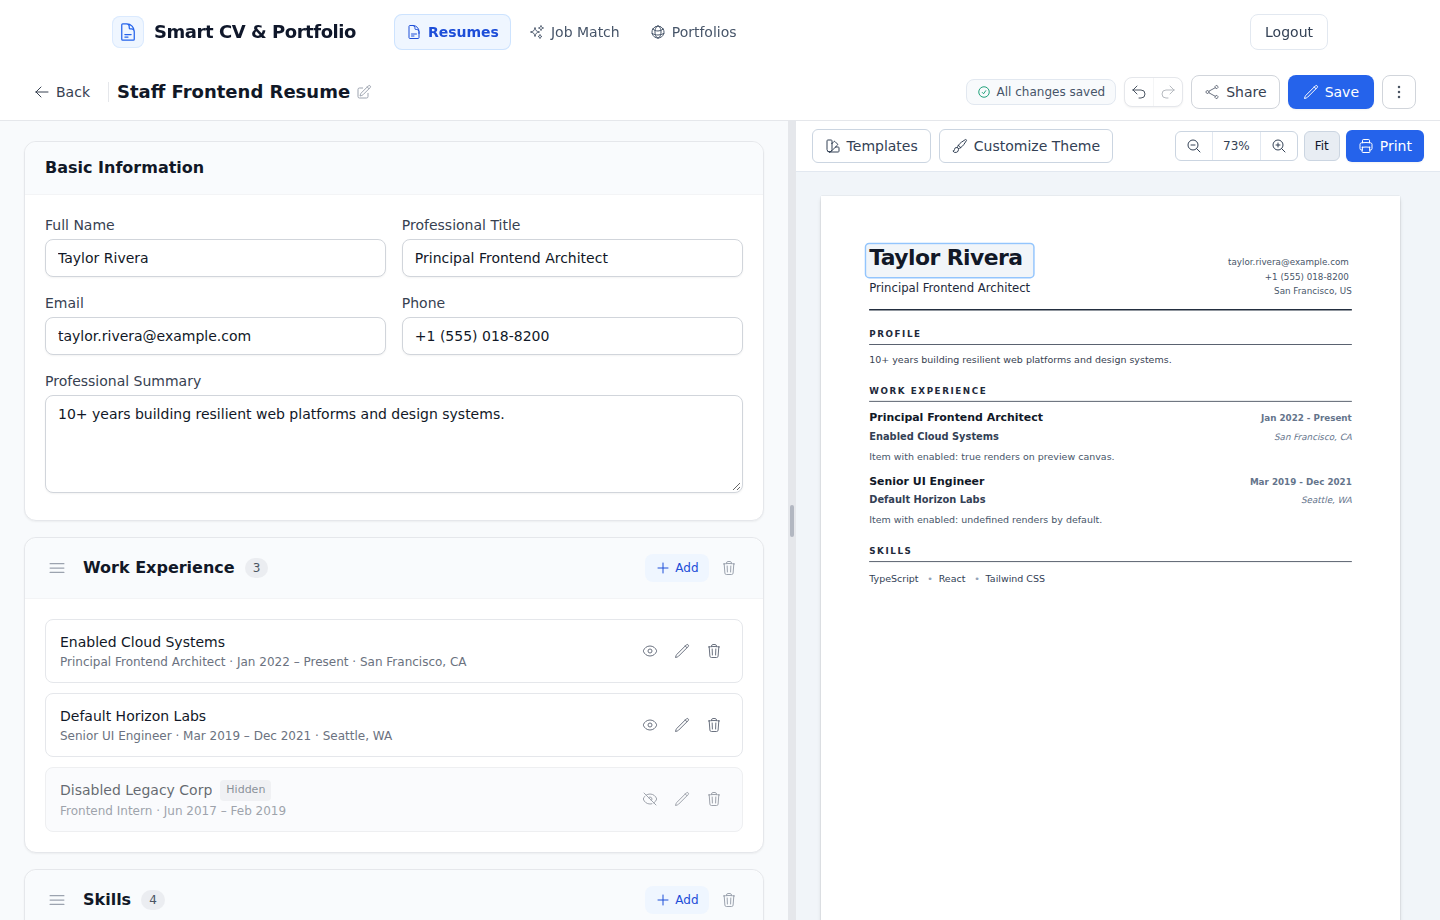 Smart CV & Portfolio
Resumes
Job Match
Portfolios
Logout
Back
Staff Frontend Resume
All changes saved
Share
Save
Basic Information
Full Name
Professional Title
Taylor Rivera
Principal Frontend Architect
Email
Phone
taylor.rivera@example.com
+1 (555) 018-8200
Professional Summary
10+ years building resilient web platforms and design systems.
Work Experience 3
Add
Enabled Cloud Systems
Principal Frontend Architect · Jan 2022 – Present · San Francisco, CA
Default Horizon Labs
Senior UI Engineer · Mar 2019 – Dec 2021 · Seattle, WA
Disabled Legacy Corp Hidden
Frontend Intern · Jun 2017 – Feb 2019
Skills 4
Add
Templates
Customize Theme
73%
Fit
Print
Taylor Rivera
Principal Frontend Architect
taylor.rivera@example.com
+1 (555) 018-8200
San Francisco, US
PROFILE
10+ years building resilient web platforms and design systems.
WORK EXPERIENCE
Principal Frontend Architect Jan 2022 - Present
Enabled Cloud Systems San Francisco, CA
Item with enabled: true renders on preview canvas.
Senior UI Engineer Mar 2019 - Dec 2021
Default Horizon Labs Seattle, WA
Item with enabled: undefined renders by default.
SKILLS
TypeScript • React • Tailwind CSS